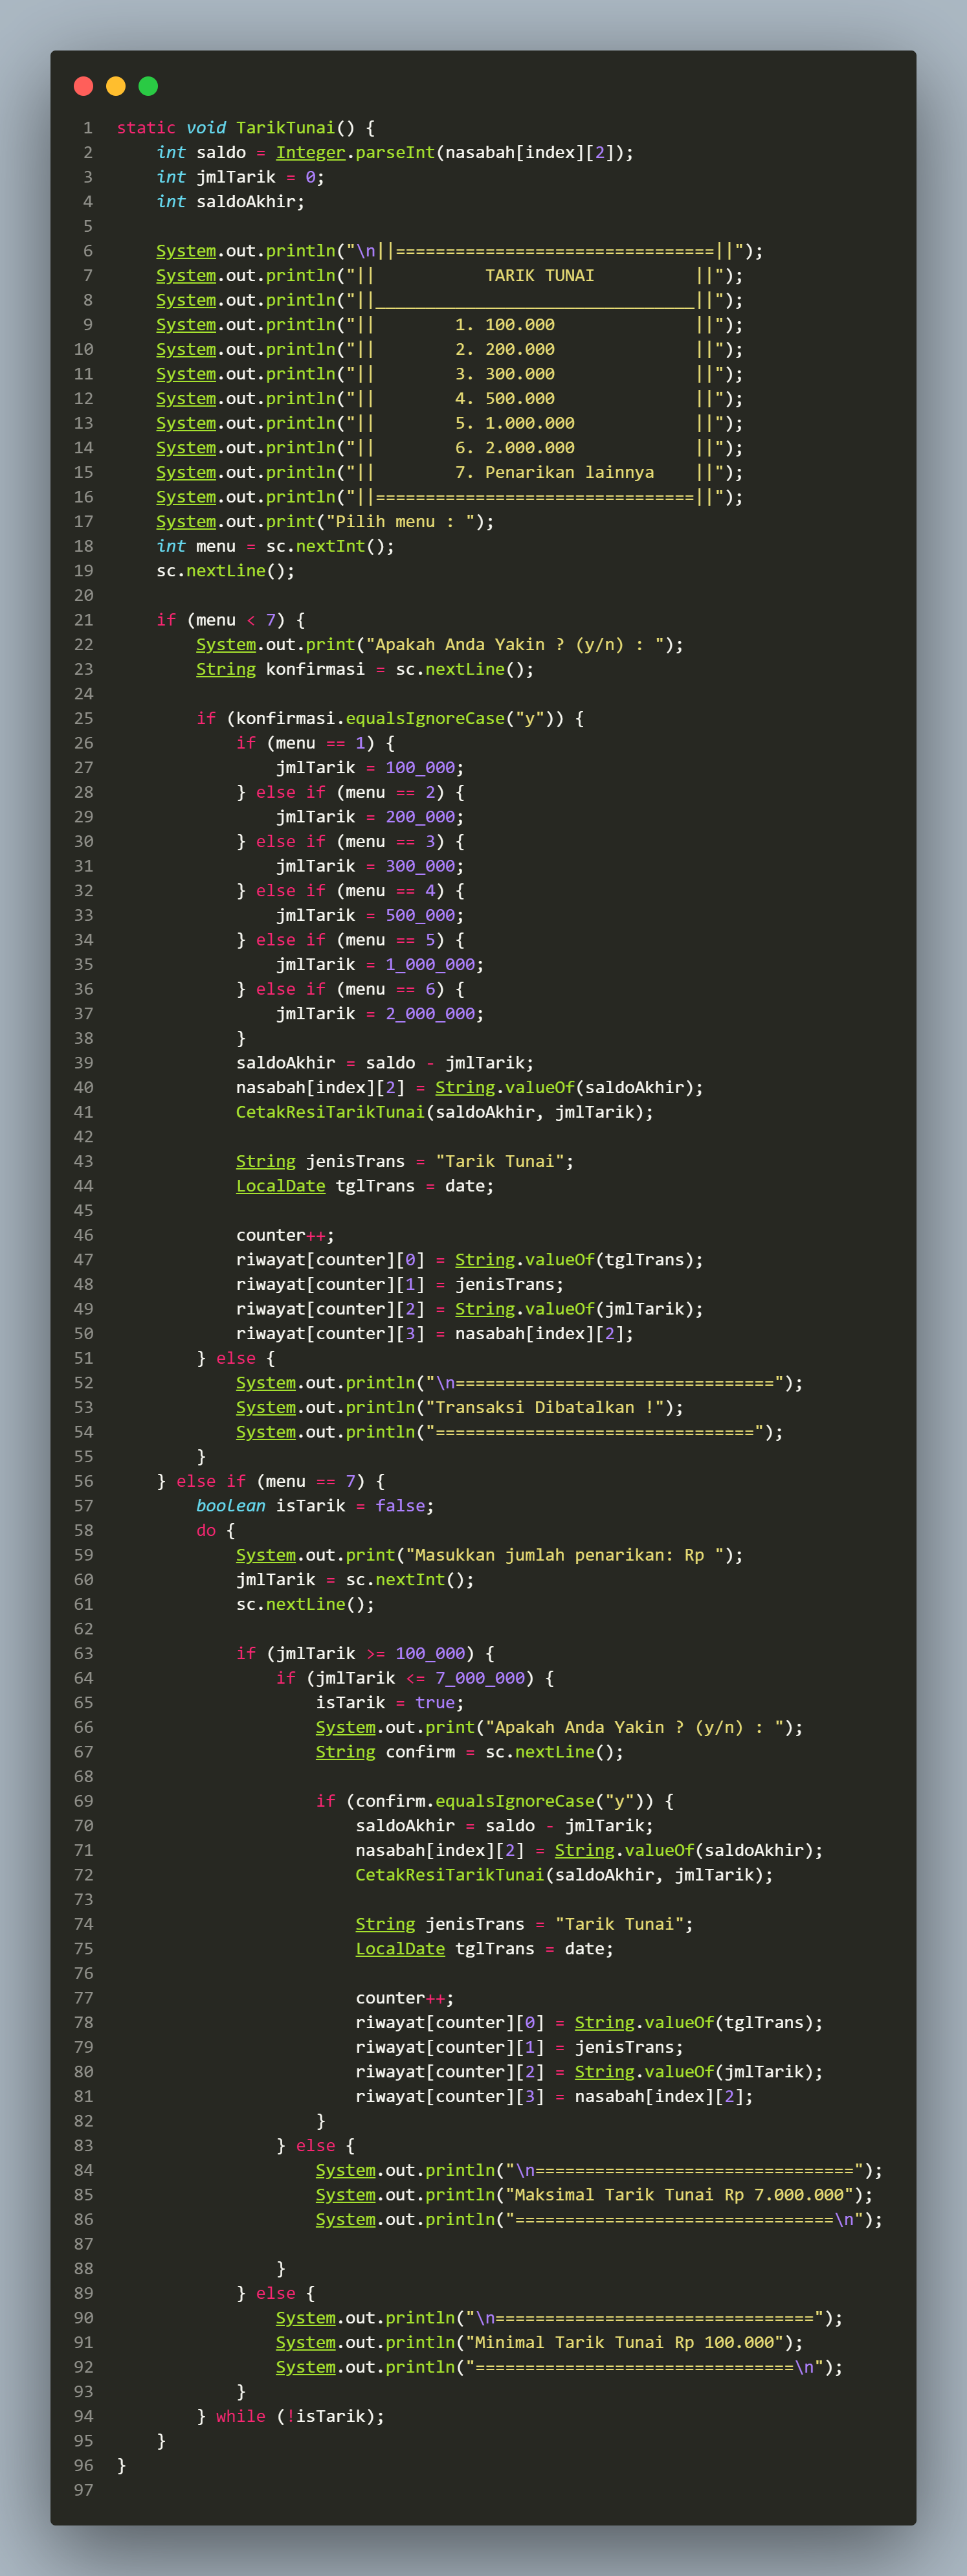 1 static void TarikTunai() {
2     int saldo = Integer.parseInt(nasabah[index][2]);
3     int jmlTarik = 0;
4     int saldoAkhir;
5
6     System.out.println("\n||================================||");
7     System.out.println("||           TARIK TUNAI          ||");
8     System.out.println("||________________________________||");
9     System.out.println("||        1. 100.000              ||");
10     System.out.println("||        2. 200.000              ||");
11     System.out.println("||        3. 300.000              ||");
12     System.out.println("||        4. 500.000              ||");
13     System.out.println("||        5. 1.000.000            ||");
14     System.out.println("||        6. 2.000.000            ||");
15     System.out.println("||        7. Penarikan lainnya    ||");
16     System.out.println("||================================||");
17     System.out.print("Pilih menu : ");
18     int menu = sc.nextInt();
19     sc.nextLine();
20
21     if (menu < 7) {
22         System.out.print("Apakah Anda Yakin ? (y/n) : ");
23         String konfirmasi = sc.nextLine();
24
25         if (konfirmasi.equalsIgnoreCase("y")) {
26             if (menu == 1) {
27                 jmlTarik = 100_000;
28             } else if (menu == 2) {
29                 jmlTarik = 200_000;
30             } else if (menu == 3) {
31                 jmlTarik = 300_000;
32             } else if (menu == 4) {
33                 jmlTarik = 500_000;
34             } else if (menu == 5) {
35                 jmlTarik = 1_000_000;
36             } else if (menu == 6) {
37                 jmlTarik = 2_000_000;
38             }
39             saldoAkhir = saldo - jmlTarik;
40             nasabah[index][2] = String.valueOf(saldoAkhir);
41             CetakResiTarikTunai(saldoAkhir, jmlTarik);
42
43             String jenisTrans = "Tarik Tunai";
44             LocalDate tglTrans = date;
45
46             counter++;
47             riwayat[counter][0] = String.valueOf(tglTrans);
48             riwayat[counter][1] = jenisTrans;
49             riwayat[counter][2] = String.valueOf(jmlTarik);
50             riwayat[counter][3] = nasabah[index][2];
51         } else {
52             System.out.println("\n================================");
53             System.out.println("Transaksi Dibatalkan !");
54             System.out.println("================================");
55         }
56     } else if (menu == 7) {
57         boolean isTarik = false;
58         do {
59             System.out.print("Masukkan jumlah penarikan: Rp ");
60             jmlTarik = sc.nextInt();
61             sc.nextLine();
62
63             if (jmlTarik >= 100_000) {
64                 if (jmlTarik <= 7_000_000) {
65                     isTarik = true;
66                     System.out.print("Apakah Anda Yakin ? (y/n) : ");
67                     String confirm = sc.nextLine();
68
69                     if (confirm.equalsIgnoreCase("y")) {
70                         saldoAkhir = saldo - jmlTarik;
71                         nasabah[index][2] = String.valueOf(saldoAkhir);
72                         CetakResiTarikTunai(saldoAkhir, jmlTarik);
73
74                         String jenisTrans = "Tarik Tunai";
75                         LocalDate tglTrans = date;
76
77                         counter++;
78                         riwayat[counter][0] = String.valueOf(tglTrans);
79                         riwayat[counter][1] = jenisTrans;
80                         riwayat[counter][2] = String.valueOf(jmlTarik);
81                         riwayat[counter][3] = nasabah[index][2];
82                     }
83                 } else {
84                     System.out.println("\n================================");
85                     System.out.println("Maksimal Tarik Tunai Rp 7.000.000");
86                     System.out.println("================================\n");
87
88                 }
89             } else {
90                 System.out.println("\n================================");
91                 System.out.println("Minimal Tarik Tunai Rp 100.000");
92                 System.out.println("================================\n");
93             }
94         } while (!isTarik);
95     }
96 }
97